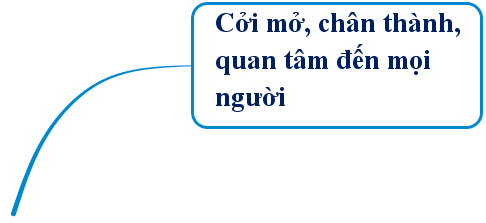 Cởi mở, chân thành,
quan tâm đến mọi
người